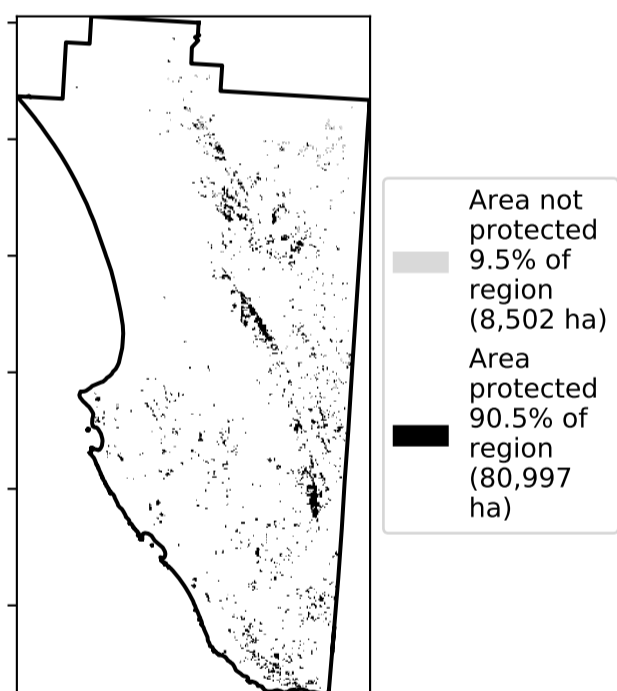 Area not
protected
9.5% of
region
(8,502 ha)
Area
protected
90.5% of
region
(80,997
ha)